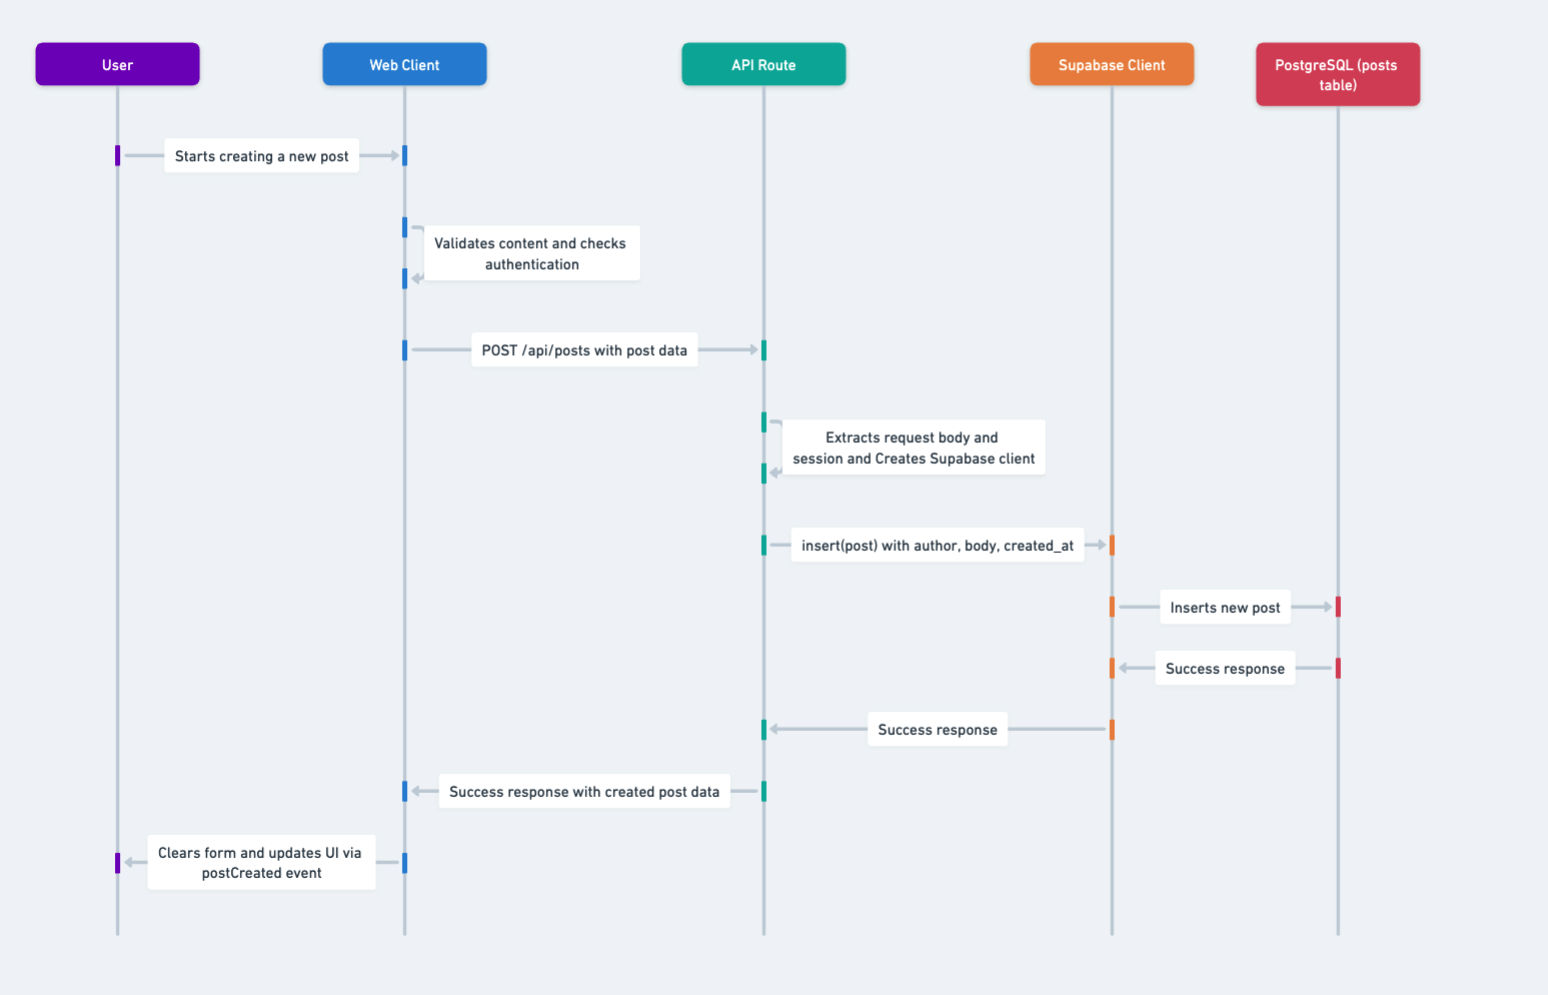 User
Web Client
API Route
Supabase Client
PostgreSQL (posts
table)
Starts creating a new post
Validates content and checks
authentication
POST /api/posts with post data
Extracts request body and
session and Creates Supabase client
insert(post) with author, body, created_at
Inserts new post
Success response
Success response
Success response with created post data
Clears form and updates UI via
postCreated event